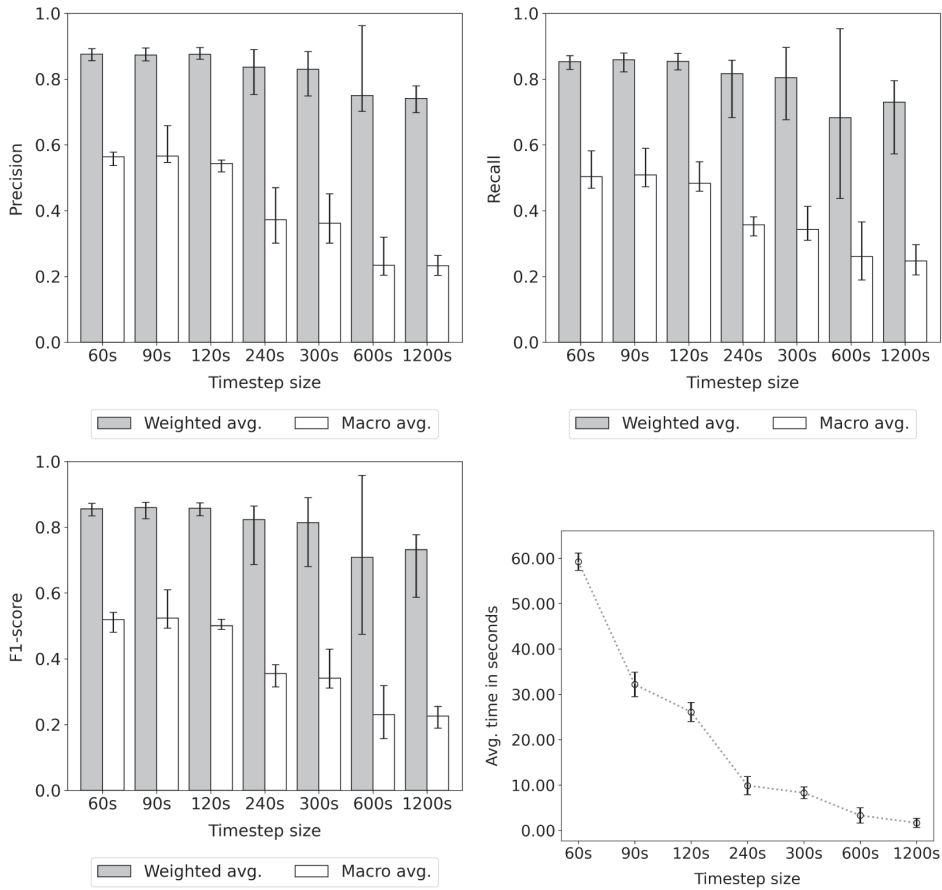 1.0
0.8
0.6
0.4
0.2
0.0
Precision
60s 90s 120s 240s 300s 600s 1200s
Timestep size
Weighted avg. Macro avg.
1.0
0.8
0.6
0.4
0.2
0.0
Recall
60s 90s 120s 240s 300s 600s 1200s
Timestep size
Weighted avg. Macro avg.
1.0
0.8
0.6
0.4
0.2
0.0
F1-score
60s 90s 120s 240s 300s 600s 1200s
Timestep size
Weighted avg. Macro avg.
60.00
50.00
40.00
30.00
20.00
10.00
0.00
Avg. time in seconds
60s 90s 120s 240s 300s 600s 1200s
Timestep size